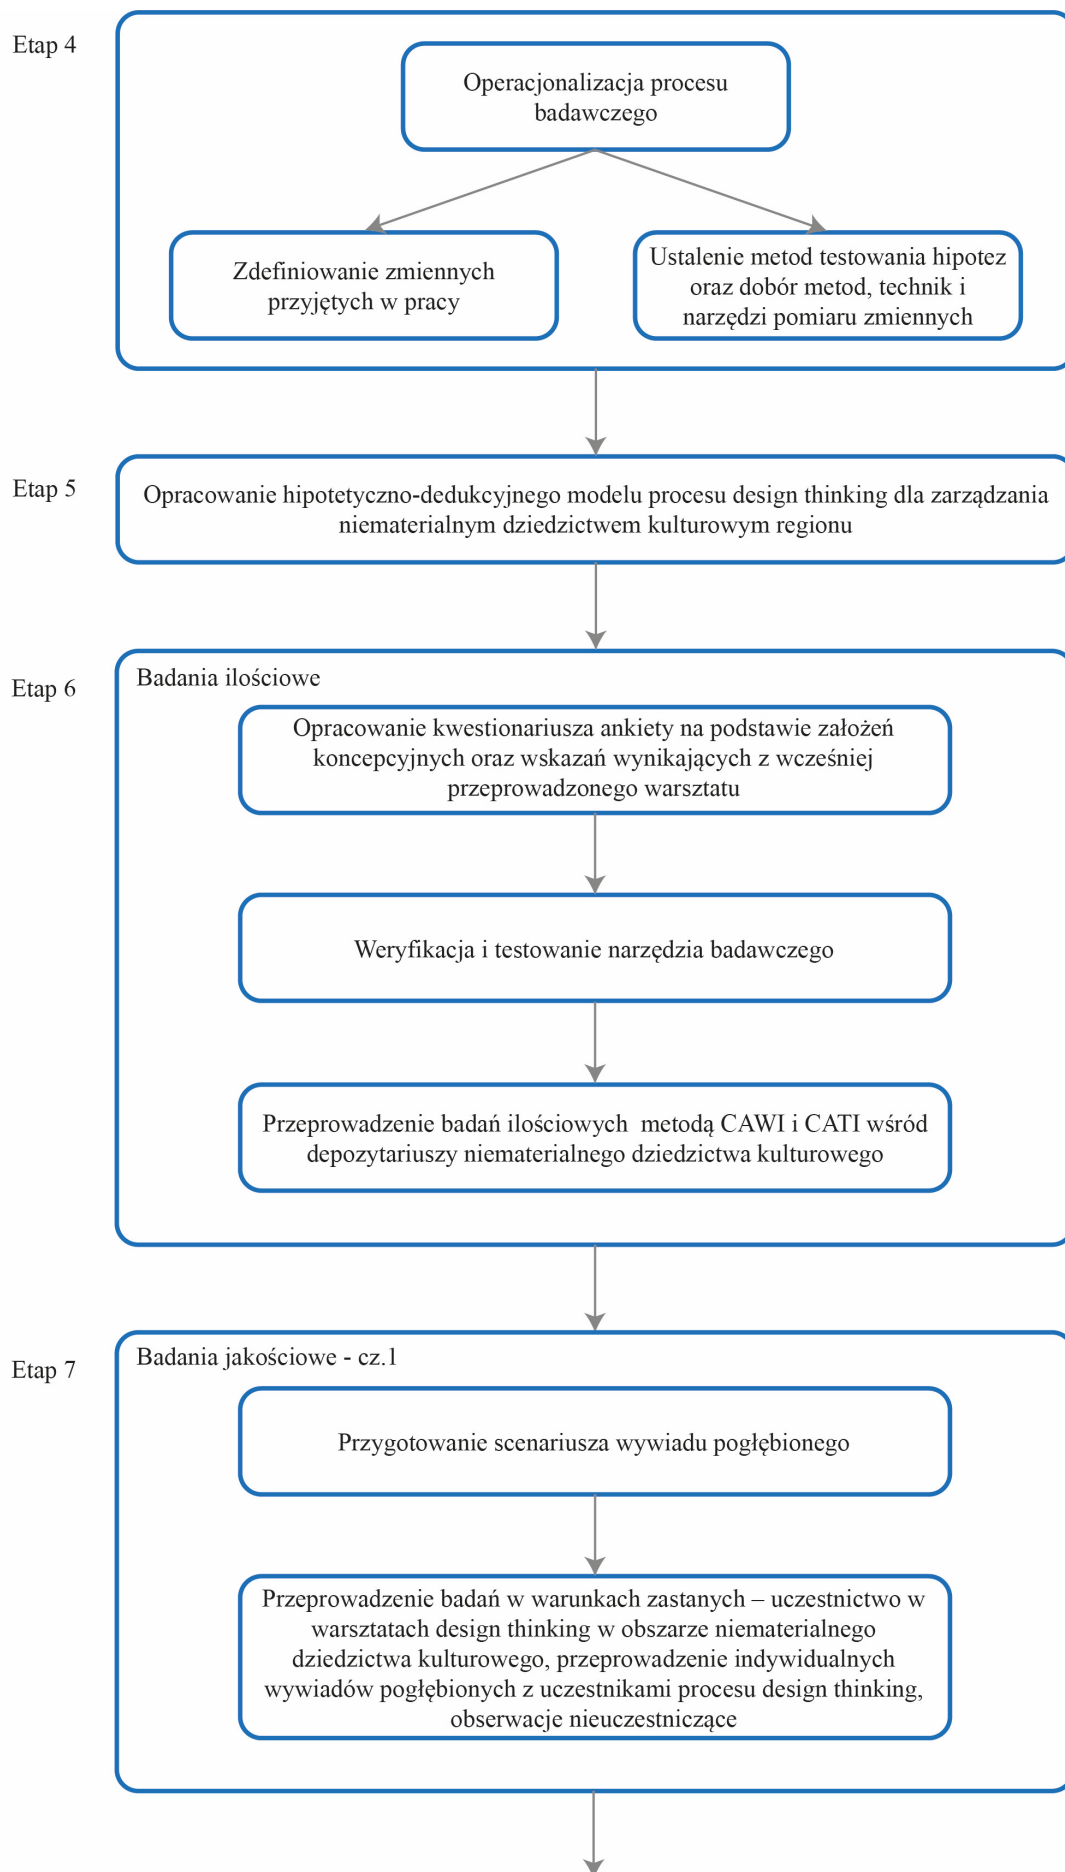 Etap 4
Operacjonalizacja procesu
badawczego
Zdefiniowanie zmiennych
przyjętych w pracy
Ustalenie metod testowania hipotez
oraz dobór metod, technik i
narzędzi pomiaru zmiennych
Etap 5
Opracowanie hipotetyczno-dedukcyjnego modelu procesu design thinking dla zarządzania
niematerialnym dziedzictwem kulturowym regionu
Etap 6
Badania ilościowe
Opracowanie kwestionariusza ankiety na podstawie założeń
koncepcyjnych oraz wskazań wynikających z wcześniej
przeprowadzonego warsztatu
Weryfikacja i testowanie narzędzia badawczego
Przeprowadzenie badań ilościowych metodą CAWI i CATI wśród
depozytariuszy niematerialnego dziedzictwa kulturowego
Etap 7
Badania jakościowe - cz.1
Przygotowanie scenariusza wywiadu pogłębionego
Przeprowadzenie badań w warunkach zastanych – uczestnictwo w
warsztatach design thinking w obszarze niematerialnego
dziedzictwa kulturowego, przeprowadzenie indywidualnych
wywiadów pogłębionych z uczestnikami procesu design thinking,
obserwacje nieuczestniczące